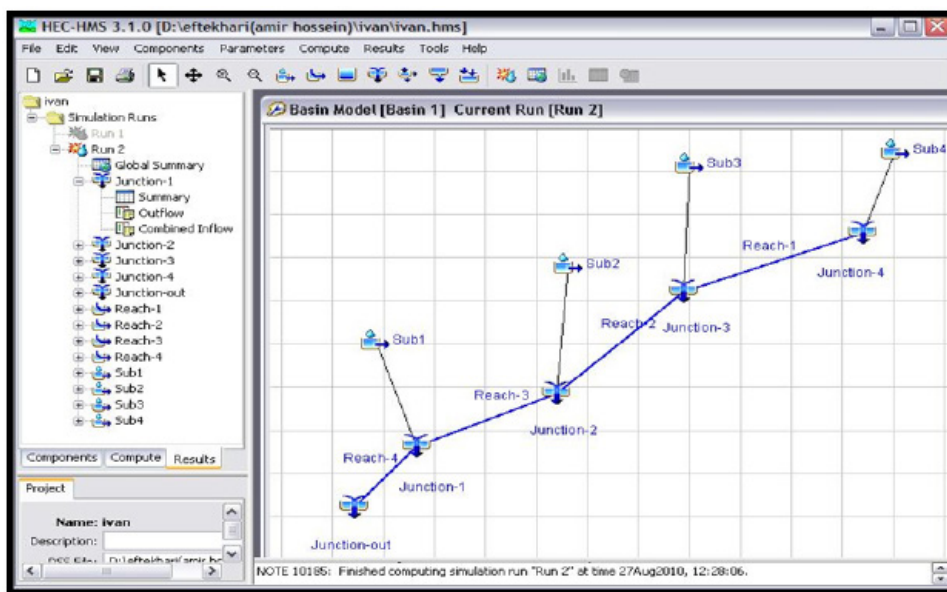 HEC-HMS 3.1.0 [D:\eftekhari(amir hossein)\ivan\ivan.hms]
File Edit View Components Parameters Compute Results Tools Help
ivan
Simulation Runs
Run 1
Run 2
Global Summary
Junction-1
Summary
Outflow
Combined Inflow
Junction-2
Junction-3
Junction-4
Junction-out
Reach-1
Reach-2
Reach-3
Reach-4
Sub1
Sub2
Sub3
Sub4
Components Compute Results
Project
Name: ivan
Description:
DSS File: D:\eftekhari(amir ho
Basin Model [Basin 1] Current Run [Run 2]
Sub4
Sub3
Reach-1
Junction-4
Sub2
Reach-2
Junction-3
Sub1
Reach-3
Junction-2
Reach-4
Junction-1
Junction-out
NOTE 10185: Finished computing simulation run "Run 2" at time 27Aug2010, 12:28:06.